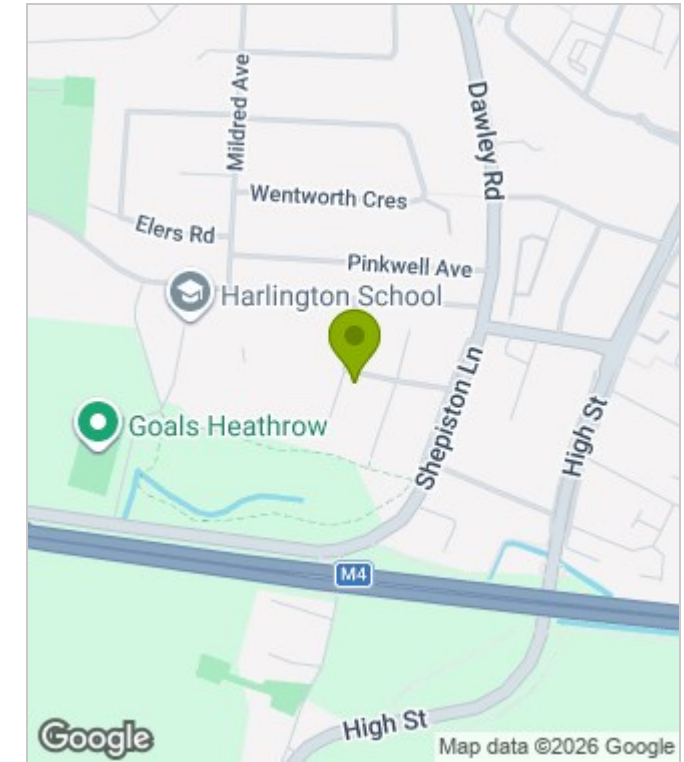 Mildred Ave
Dawley Rd
Wentworth Cres
Elers Rd
Pinkwell Ave
Harlington School
Shepiston Ln
High St
Goals Heathrow
M4
High St
Google
Map data ©2026 Google